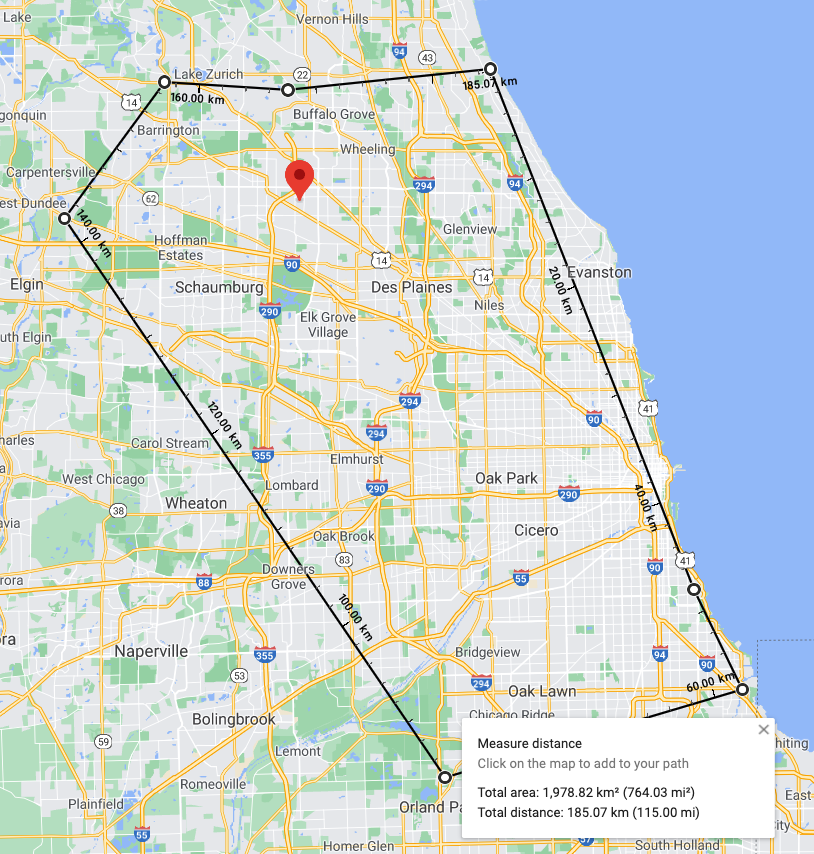 Lake
Vernon Hills
94
43
Lake Zurich
22
185.07 km
160.00 km
14
gonquin
Buffalo Grove
Barrington
Wheeling
Carpentersville
294
94
62
est Dundee
140.00 km
Glenview
Hoffman
Estates
14
90
Evanston
20.00 km
14
Elgin
Schaumburg
Des Plaines
Niles
290
Elk Grove
Village
uth Elgin
294
41
120.00 km
90
294
harles
Carol Stream
355
Elmhurst
West Chicago
Lombard
290
Oak Park
290
Wheaton
40.00 km
38
avia
Oak Brook
Cicero
83
41
90
Downers
Grove
55
rora
88
100.00 km
ra
Naperville
355
Bridgeview
94
90
53
294
60.00 km
Oak Lawn
Bolingbrook
Chicago Ridge
59
Lemont
Measure distance
Click on the map to add to your path
hiting
Romeoville
Total area: 1,978.82 km² (764.03 mi²)
East
Plainfield
Orland Pa
Total distance: 185.07 km (115.00 mi)
city
55
57
Homer Glen
South Holland